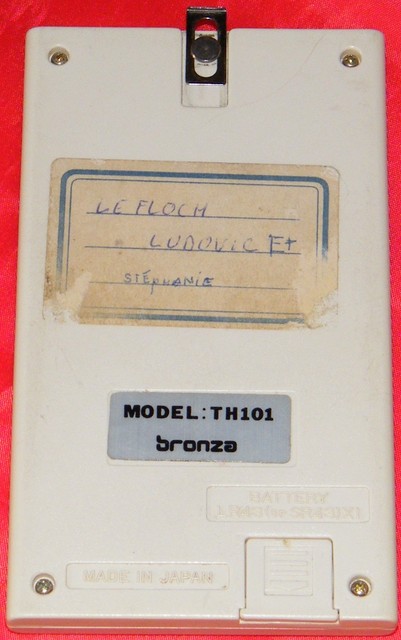 LE FLOCH
LUDOVIC Et
Stéphanie
MODEL:TH101
bronza
BATTERY
MADE IN JAPAN